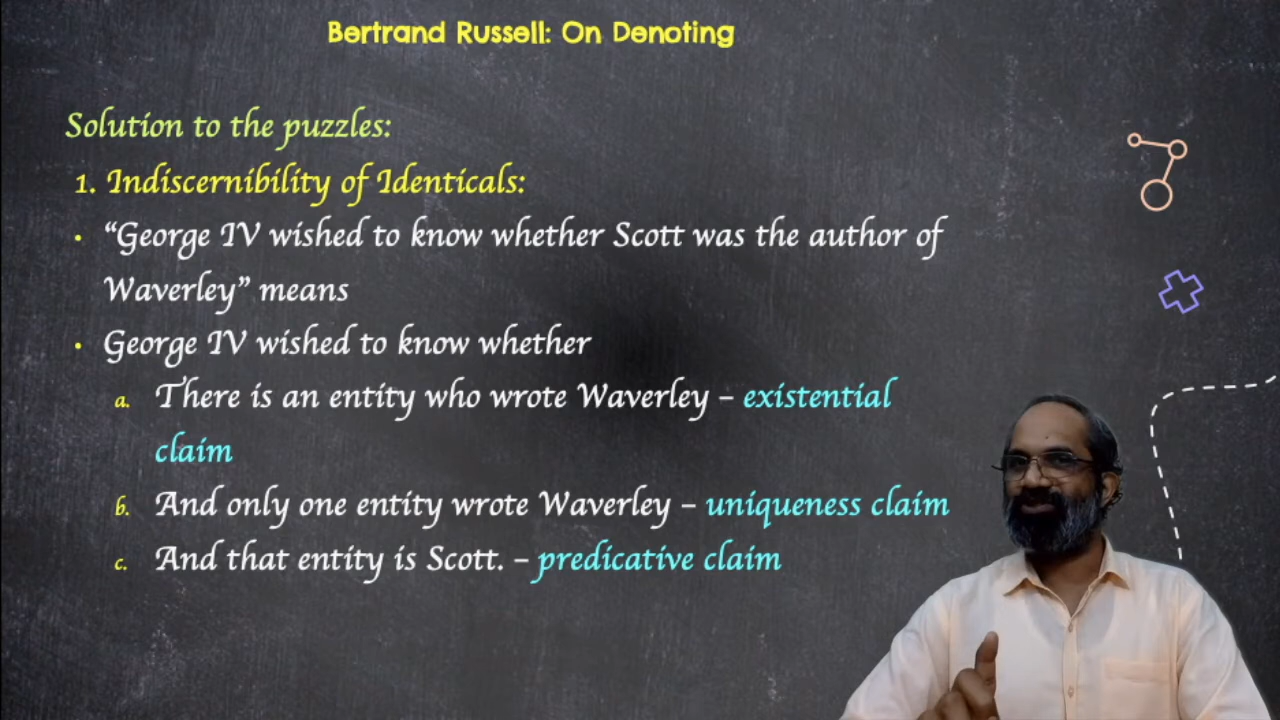 Bertrand Russell: On Denoting
Solution to the puzzles:
1. Indiscernibility of Identicals:
• “George IV wished to know whether Scott was the author of
Waverley” means
• George IV wished to know whether
a. There is an entity who wrote Waverley – existential
claim
b. And only one entity wrote Waverley – uniqueness claim
c. And that entity is Scott. – predicative claim